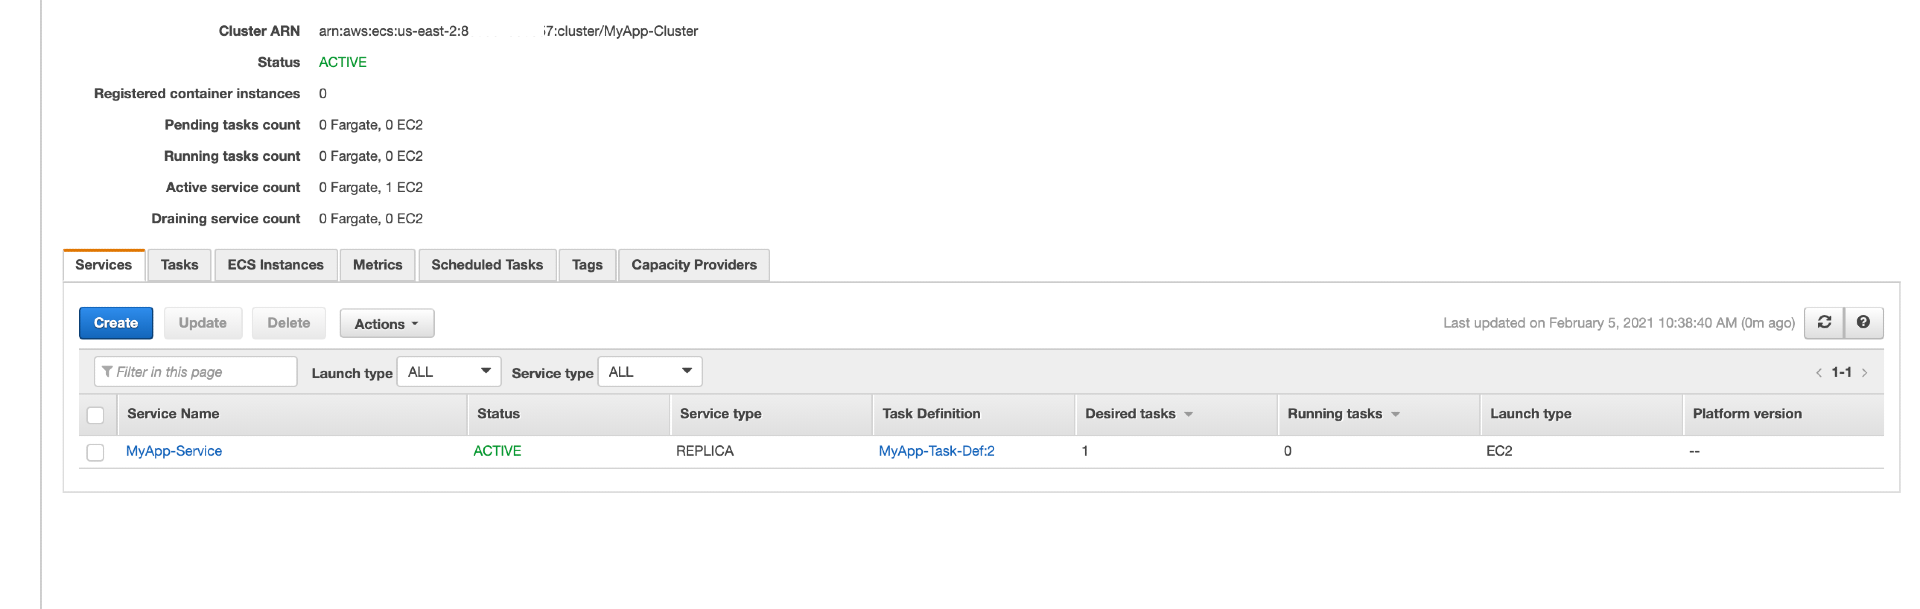 Cluster ARN arn:aws:ecs:us-east-2:8 7:cluster/MyApp-Cluster
Status ACTIVE
Registered container instances 0
Pending tasks count 0 Fargate, 0 EC2
Running tasks count 0 Fargate, 0 EC2
Active service count 0 Fargate, 1 EC2
Draining service count 0 Fargate, 0 EC2
Services Tasks ECS Instances Metrics Scheduled Tasks Tags Capacity Providers
Create Update Delete Actions Last updated on February 5, 2021 10:38:40 AM (0m ago)
Filter in this page Launch type ALL Service type ALL < 1-1 >
Service Name Status Service type Task Definition Desired tasks Running tasks Launch type Platform version
MyApp-Service ACTIVE REPLICA MyApp-Task-Def:2 1 0 EC2 --